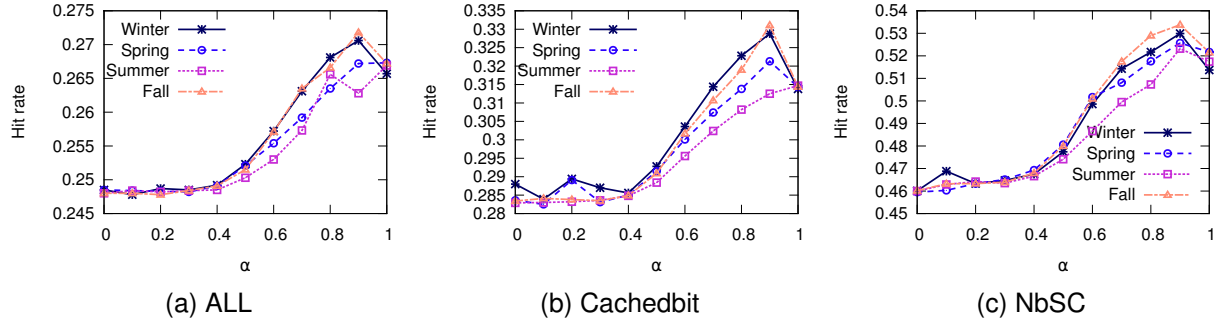 0.275
0.27
0.265
0.26
0.255
0.25
0.245
Hit rate
Winter
Spring
Summer
Fall
0 0.2 0.4 0.6 0.8 1
α
(a) ALL
0.335
0.33
0.325
0.32
0.315
0.31
0.305
0.3
0.295
0.29
0.285
0.28
Hit rate
Winter
Spring
Summer
Fall
0 0.2 0.4 0.6 0.8 1
α
(b) Cachedbit
0.54
0.53
0.52
0.51
0.5
0.49
0.48
0.47
0.46
0.45
Hit rate
Winter
Spring
Summer
Fall
0 0.2 0.4 0.6 0.8 1
α
(c) NbSC